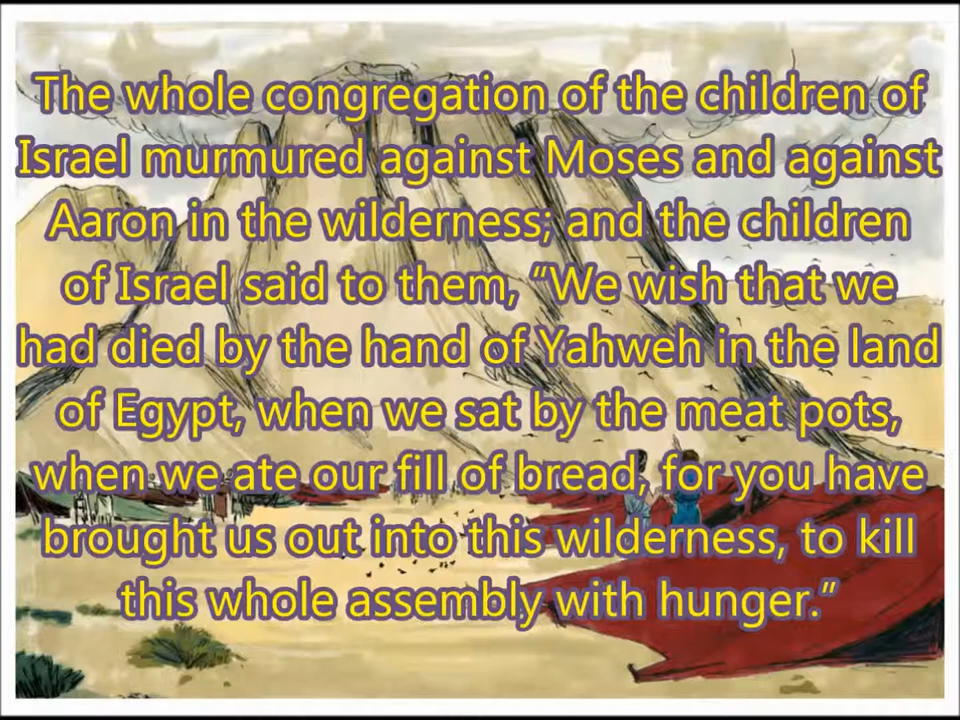 The whole congregation of the children of
Israel murmured against Moses and against
Aaron in the wilderness; and the children
of Israel said to them, “We wish that we
had died by the hand of Yahweh in the land
of Egypt, when we sat by the meat pots,
when we ate our fill of bread, for you have
brought us out into this wilderness, to kill
this whole assembly with hunger.”